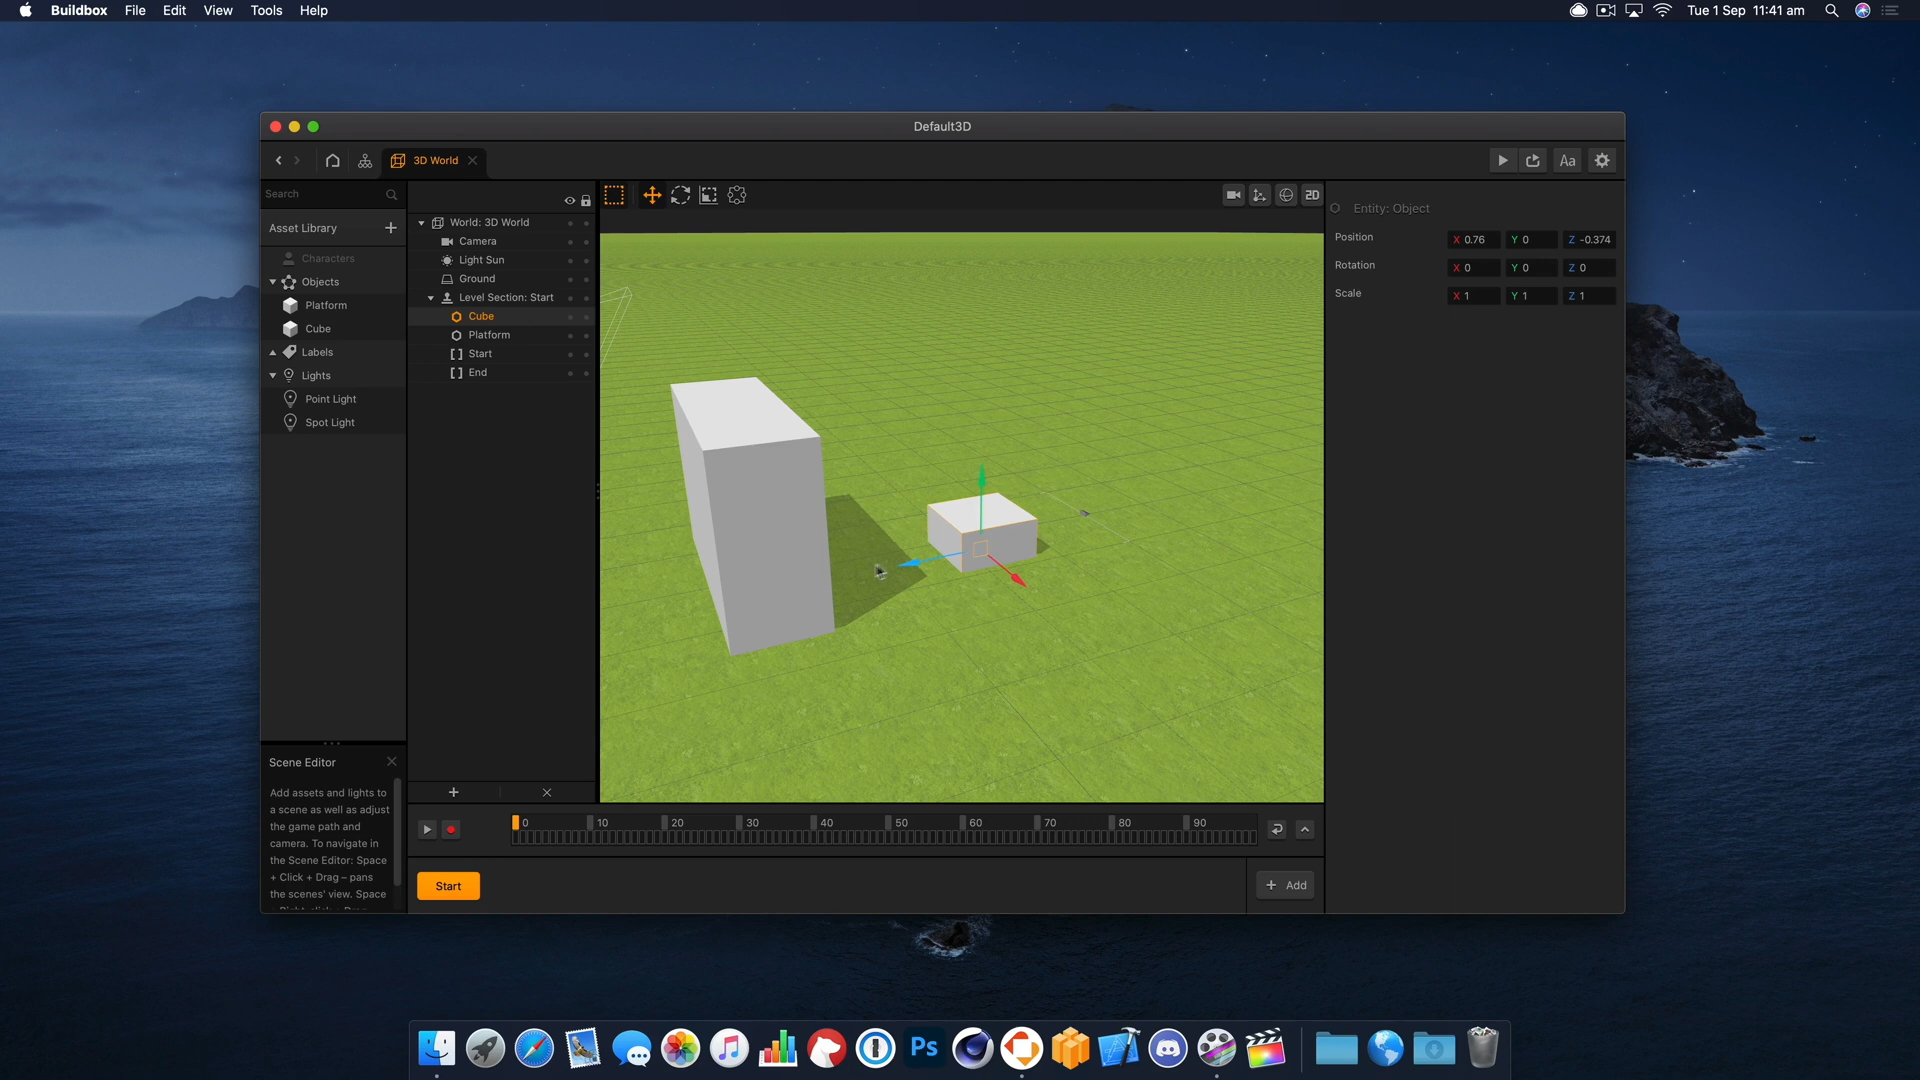 Buildbox File Edit View Tools Help
Tue 1 Sep 11:41 am
Default3D
3D World
Aa
Search
Asset Library
Characters
Objects
Platform
Cube
Labels
Lights
Point Light
Spot Light
World: 3D World
Camera
Light Sun
Ground
Level Section: Start
Cube
Platform
Start
End
2D
Entity: Object
Position X 0.76 Y 0 Z -0.374
Rotation X 0 Y 0 Z 0
Scale X 1 Y 1 Z 1
Scene Editor
Add assets and lights to
a scene as well as adjust
the game path and
camera. To navigate in
the Scene Editor: Space
+ Click + Drag – pans
the scenes' view. Space
+ Right-click + Drag
0 10 20 30 40 50 60 70 80 90
Start
+ Add
Ps